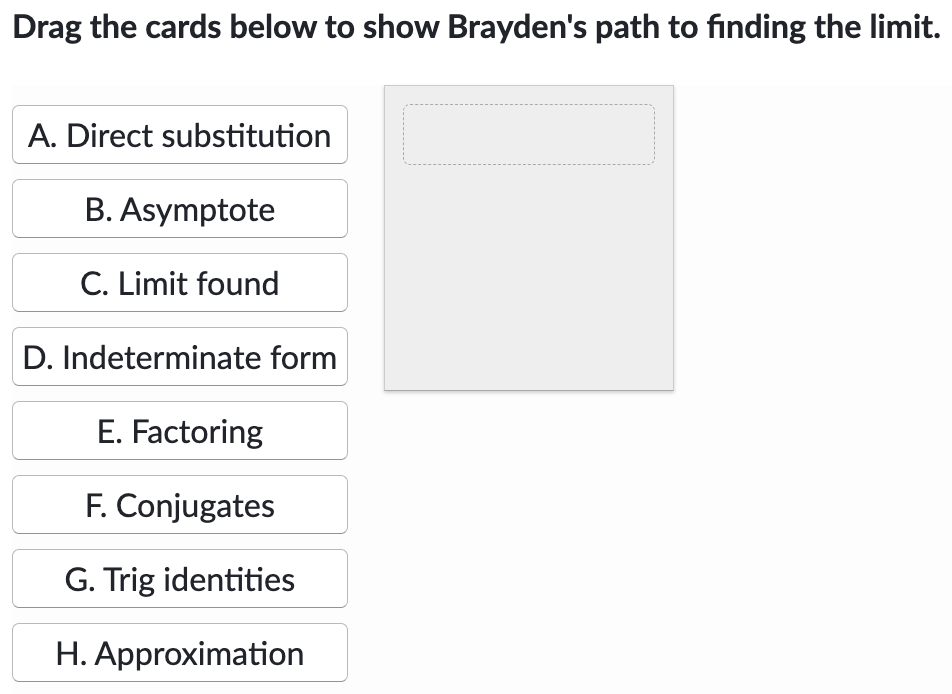 Drag the cards below to show Brayden's path to finding the limit.
A. Direct substitution
B. Asymptote
C. Limit found
D. Indeterminate form
E. Factoring
F. Conjugates
G. Trig identities
H. Approximation